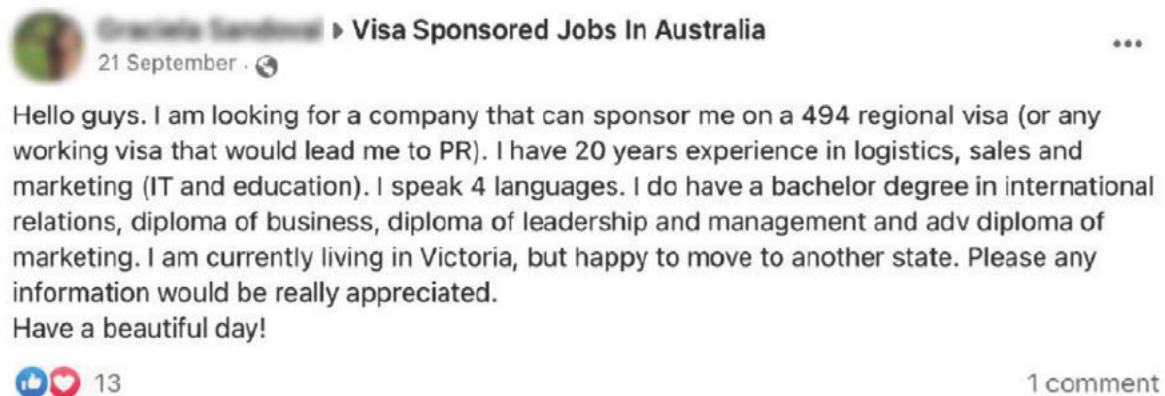 Visa Sponsored Jobs In Australia
21 September ·
Hello guys. I am looking for a company that can sponsor me on a 494 regional visa (or any
working visa that would lead me to PR). I have 20 years experience in logistics, sales and
marketing (IT and education). I speak 4 languages. I do have a bachelor degree in international
relations, diploma of business, diploma of leadership and management and adv diploma of
marketing. I am currently living in Victoria, but happy to move to another state. Please any
information would be really appreciated.
Have a beautiful day!
13
1 comment